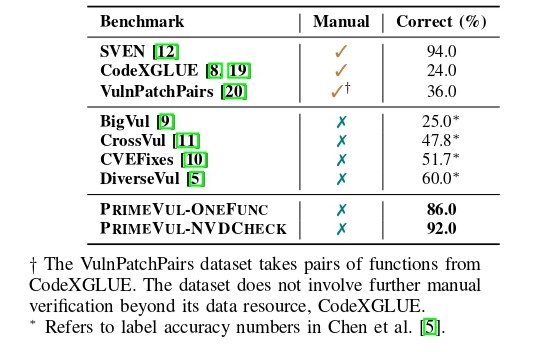 Benchmark Manual Correct (%)
SVEN [12] ✓ 94.0
CodeXGLUE [8, 19] ✓ 24.0
VulnPatchPairs [20] ✓† 36.0
BigVul [9] ✗ 25.0*
CrossVul [11] ✗ 47.8*
CVEFixes [10] ✗ 51.7*
DiverseVul [5] ✗ 60.0*
PRIMEVUL-ONEFUNC ✗ 86.0
PRIMEVUL-NVDCHECK ✗ 92.0
† The VulnPatchPairs dataset takes pairs of functions from
CodeXGLUE. The dataset does not involve further manual
verification beyond its data resource, CodeXGLUE.
* Refers to label accuracy numbers in Chen et al. [5].